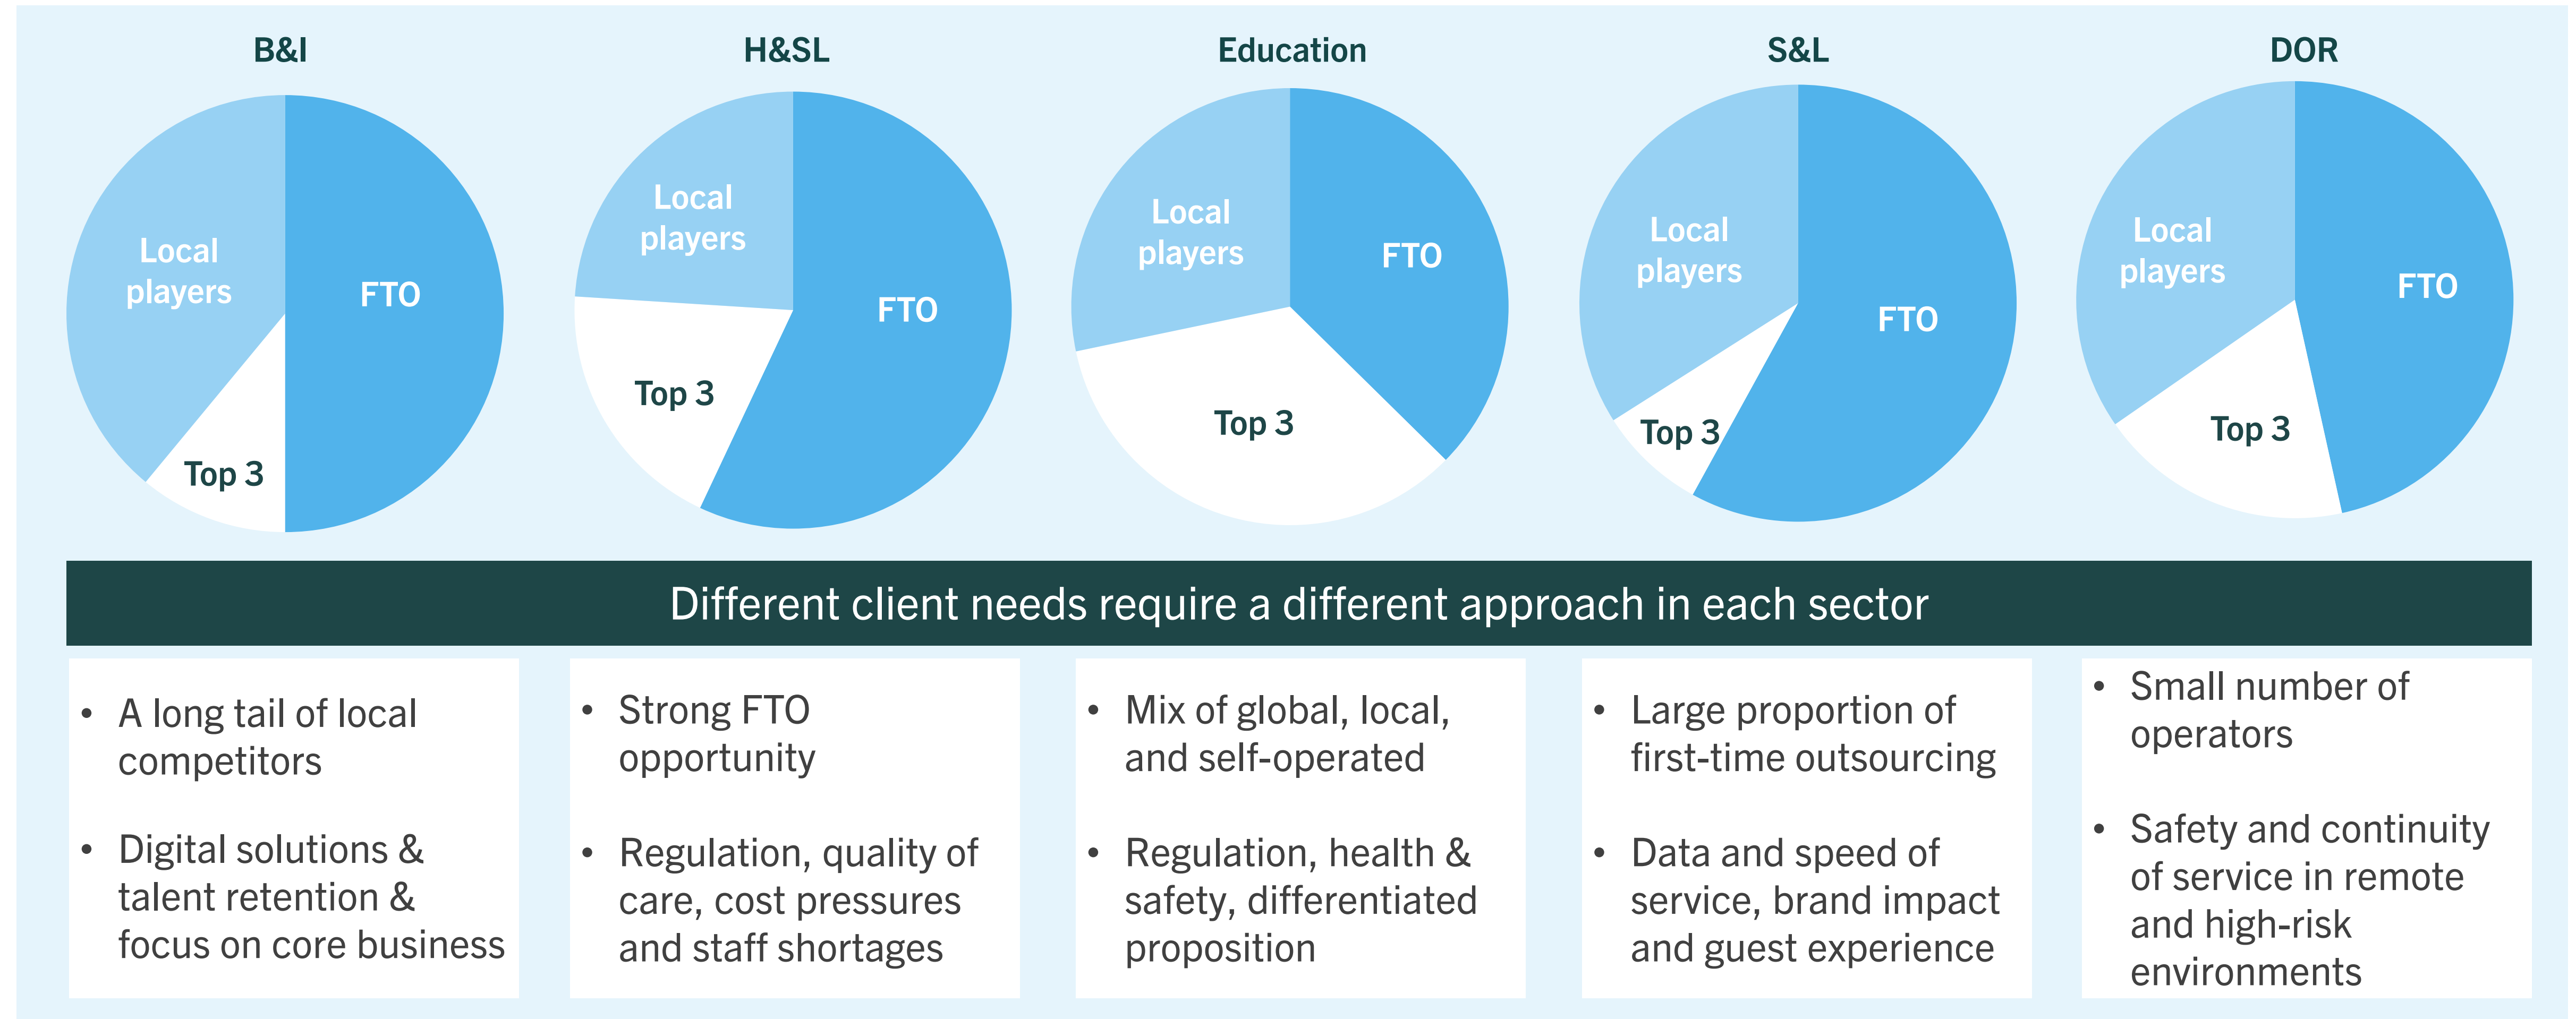 B&I
Local
players
FTO
Top 3
H&SL
Local
players
FTO
Top 3
Education
Local
players
FTO
Top 3
S&L
Local
players
FTO
Top 3
DOR
Local
players
FTO
Top 3
Different client needs require a different approach in each sector
• A long tail of local
competitors
• Digital solutions &
talent retention &
focus on core business
• Strong FTO
opportunity
• Regulation, quality of
care, cost pressures
and staff shortages
• Mix of global, local,
and self-operated
• Regulation, health &
safety, differentiated
proposition
• Large proportion of
first-time outsourcing
• Data and speed of
service, brand impact
and guest experience
• Small number of
operators
• Safety and continuity
of service in remote
and high-risk
environments